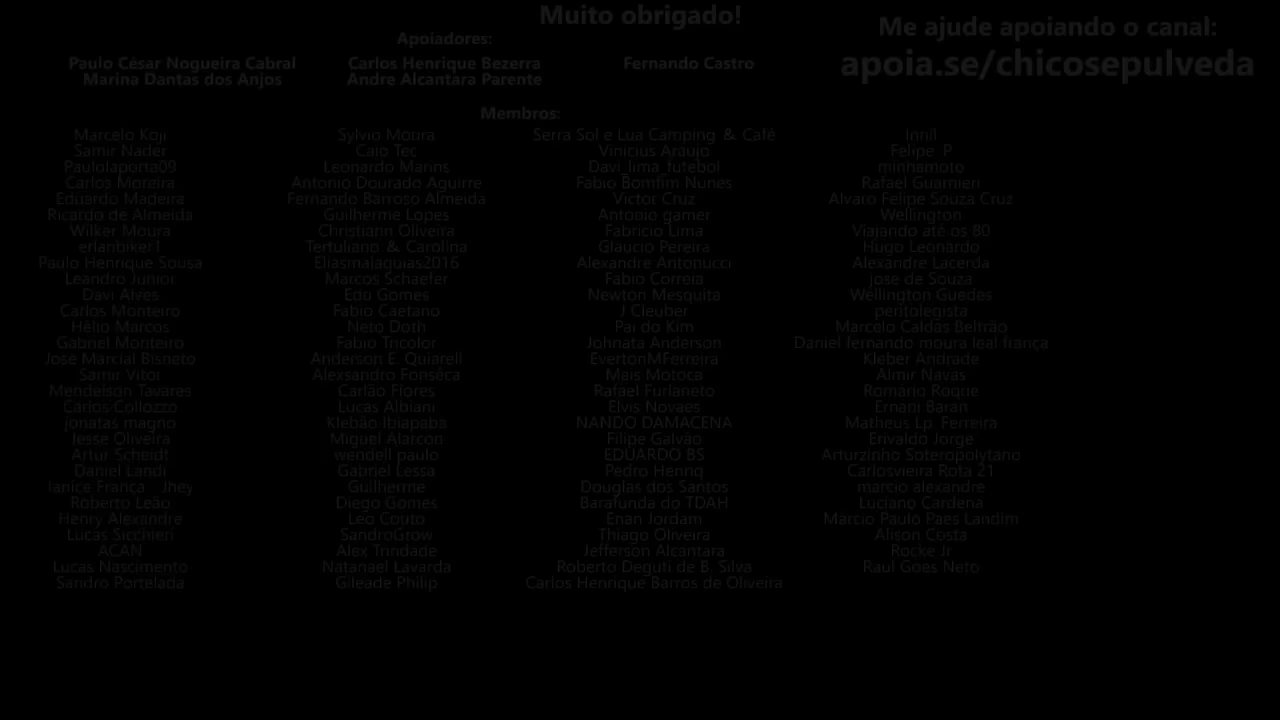 Muito obrigado!
Me ajude apoiando o canal:
apoia.se/chicosepulveda
Apoiadores:
Paulo César Nogueira Cabral
Marina Dantas dos Anjos
Carlos Henrique Bezerra
Andre Alcantara Parente
Fernando Castro
Membros:
Marcelo Koji
Samir Nader
Paulolaporta09
Carlos Moreira
Eduardo Madeira
Ricardo de Almeida
Wilker Moura
erlanbiker1
Paulo Henrique Sousa
Leandro Junior
Davi Alves
Carlos Monteiro
Hélio Marcos
Gabriel Monteiro
Jose Marcial Bisneto
Samir Vitor
Mendelson Tavares
Carlos Collozzo
jonatas magno
Jesse Oliveira
Artur Scheidt
Daniel Landi
Ianice França _ Jhey
Roberto Leão
Henry Alexandre
Lucas Sicchieri
ACAN
Lucas Nascimento
Sandro Portelada
Sylvio Moura
Caio Tec
Leonardo Marins
Antonio Dourado Aguirre
Fernando Barroso Almeida
Guilherme Lopes
Christiann Oliveira
Tertuliano & Carolina
Eliasmalaquias2016
Marcos Schaefer
Edu Gomes
Fabio Caetano
Neto Doth
Fabio Tricolor
Anderson E. Quiarell
Alexsandro Fonsêca
Carlão Flores
Lucas Albiani
Klebão Ibiapaba
Miguel Alarcon
wendell paulo
Gabriel Lessa
Guilherme
Diego Gomes
Leo Couto
SandroGrow
Alex Trindade
Natanael Lavarda
Gileade Philip
Serra Sol e Lua Camping & Café
Vinicius Araujo
Davi_lima_futebol
Fabio Bomfim Nunes
Victor Cruz
Antonio gamer
Fabricio Lima
Glaucio Pereira
Alexandre Antonucci
Fabio Correia
Newton Mesquita
J Cleuber
Pai do Kim
Johnata Anderson
EvertonMFerreira
Mais Motoca
Rafael Furlaneto
Elvis Novaes
NANDO DAMACENA
Filipe Galvão
EDUARDO BS
Pedro Henriq
Douglas dos Santos
Barafunda do TDAH
Enan Jordam
Thiago Oliveira
Jefferson Alcantara
Roberto Deguti de B. Silva
Carlos Henrique Barros de Oliveira
Felipe_P
minhamoto
Rafael Guarnieri
Alvaro Felipe Souza Cruz
Wellington
Viajando até os 80
Hugo Leonardo
Alexandre Lacerda
jose de Souza
Wellington Guedes
peritolegista
Marcelo Caldas Beltrão
Daniel fernando moura leal frança
Kleber Andrade
Almir Navas
Romário Roque
Ernani Baran
Matheus Lp. Ferreira
Erivaldo Jorge
Arturzinho Soteropolytano
Carlosvieira Rota 21
marcio alexandre
Luciano Cardena
Marcio Paulo Paes Landim
Alison Costa
Rocke Jr
Raul Goes Neto